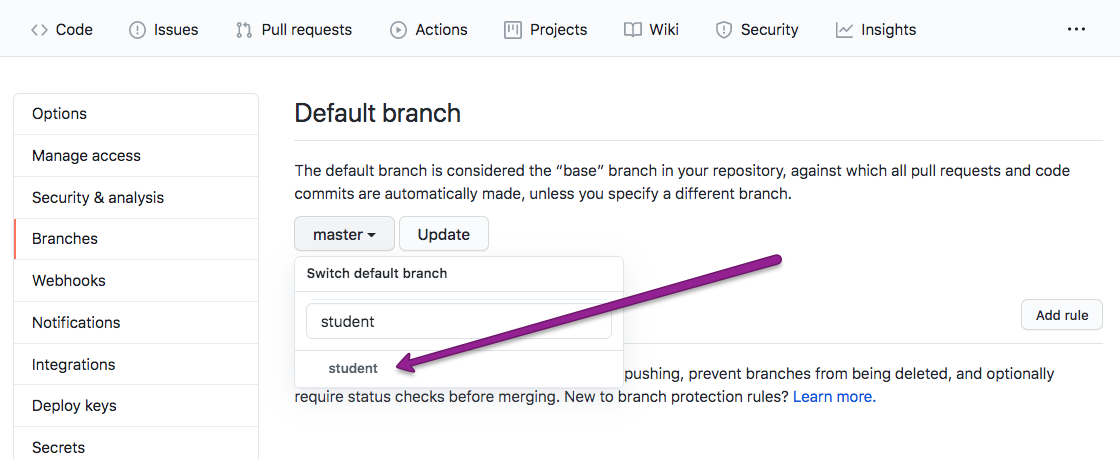 Code Issues Pull requests Actions Projects Wiki Security Insights
Options
Manage access
Security & analysis
Branches
Webhooks
Notifications
Integrations
Deploy keys
Secrets
Default branch
The default branch is considered the “base” branch in your repository, against which all pull requests and code
commits are automatically made, unless you specify a different branch.
master Update
Switch default branch
student
student
Add rule
pushing, prevent branches from being deleted, and optionally
require status checks before merging. New to branch protection rules? Learn more.